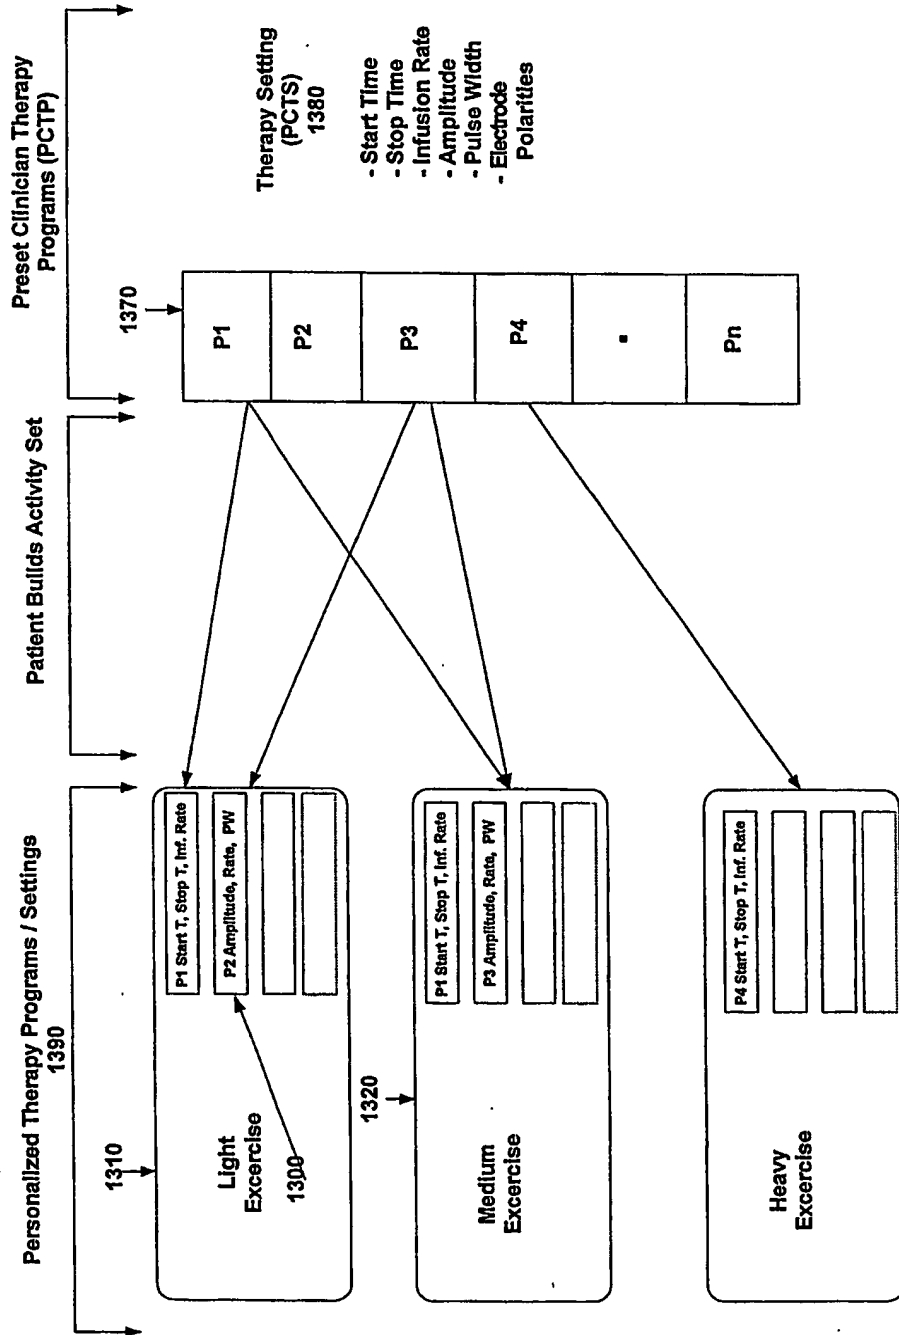 Personalized Therapy Programs / Settings
1390
Patient Builds Activity Set
Preset Clinician Therapy
Programs (PCTP)
1310
Light
Excercise
1300
P1 Start T, Stop T, Inf. Rate
P2 Amplitude, Rate, PW
1320
Medium
Excercise
P1 Start T, Stop T, Inf. Rate
P3 Amplitude, Rate, PW
Heavy
Excercise
P4 Start T, Stop T, Inf. Rate
1370
P1
P2
P3
P4
Pn
Therapy Setting
(PCTS)
1380
- Start Time
- Stop Time
- Infusion Rate
- Amplitude
- Pulse Width
- Electrode
Polarities